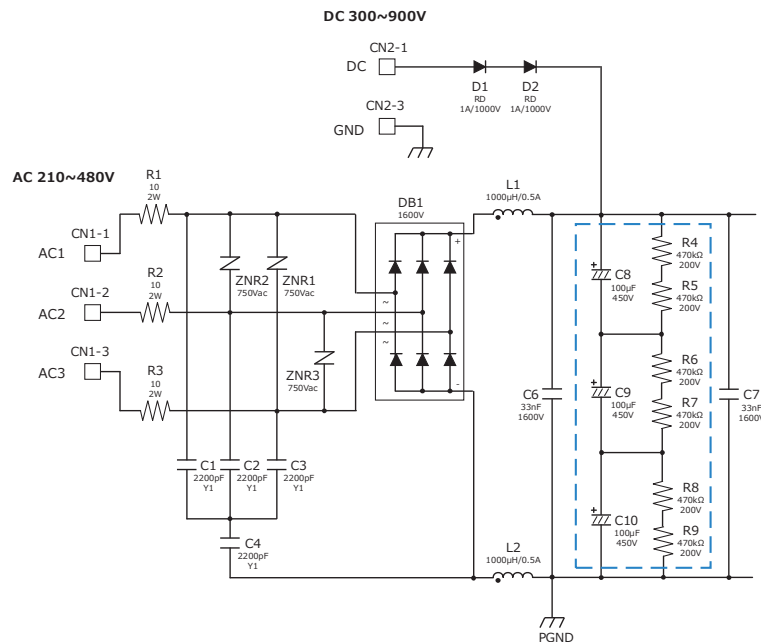 DC 300~900V
CN2-1
DC
D1
RD
1A/1000V
D2
RD
1A/1000V
CN2-3
GND
AC 210~480V
R1
10
2W
CN1-1
AC1
R2
10
2W
CN1-2
AC2
CN1-3
AC3
R3
10
2W
ZNR2
750Vac
ZNR1
750Vac
ZNR3
750Vac
DB1
1600V
+
~
~
~
-
L1
1000µH/0.5A
C8
100µF
450V
R4
470kΩ
200V
R5
470kΩ
200V
R6
470kΩ
200V
C9
100µF
450V
R7
470kΩ
200V
C6
33nF
1600V
C7
33nF
1600V
R8
470kΩ
200V
C10
100µF
450V
R9
470kΩ
200V
C1
2200pF
Y1
C2
2200pF
Y1
C3
2200pF
Y1
C4
2200pF
Y1
L2
1000µH/0.5A
PGND
+
+
+